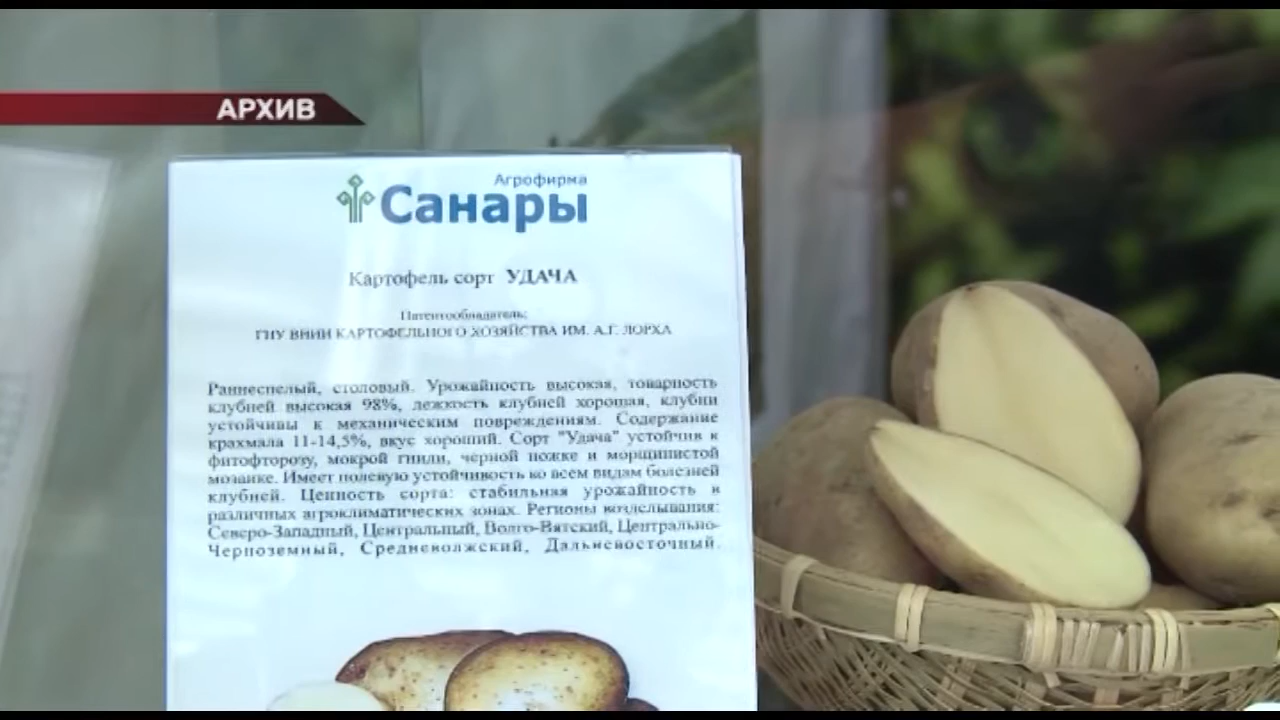 АРХИВ
Агрофирма
Санары
Картофель сорт УДАЧА
Патентообладатель:
ГНУ ВНИИ КАРТОФЕЛЬНОГО ХОЗЯЙСТВА ИМ. А.Г. ЛОРХА
Раннеспелый, столовый. Урожайность высокая, товарность
клубней высокая 98%, лежкость клубней хорошая, клубни
устойчивы к механическим повреждениям. Содержание
крахмала 11-14,5%, вкус хороший. Сорт "Удача" устойчив к
фитофторозу, мокрой гнили, черной ножке и морщинистой
мозаике. Имеет полевую устойчивость ко всем видам болезней
клубней. Ценность сорта: стабильная урожайность в
различных агроклиматических зонах. Регионы возделывания:
Северо-Западный, Центральный, Волго-Вятский, Центрально-
Черноземный, Средневолжский, Дальневосточный.